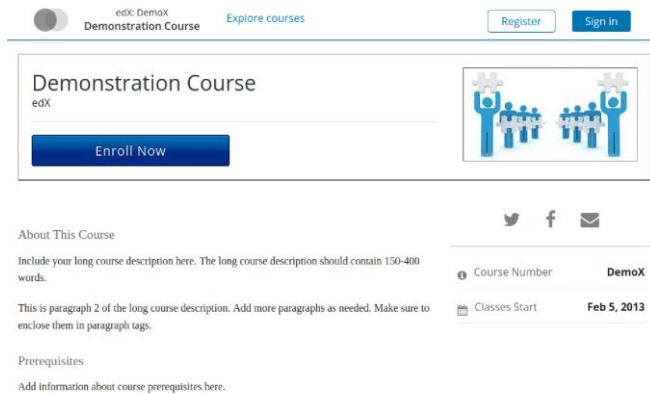 edX: DemoX
Demonstration Course
Explore courses
Register
Sign in
Demonstration Course
edX
Enroll Now
About This Course
Include your long course description here. The long course description should contain 150-400
words.
This is paragraph 2 of the long course description. Add more paragraphs as needed. Make sure to
enclose them in paragraph tags.
Prerequisites
Add information about course prerequisites here.
Course Number DemoX
Classes Start Feb 5, 2013